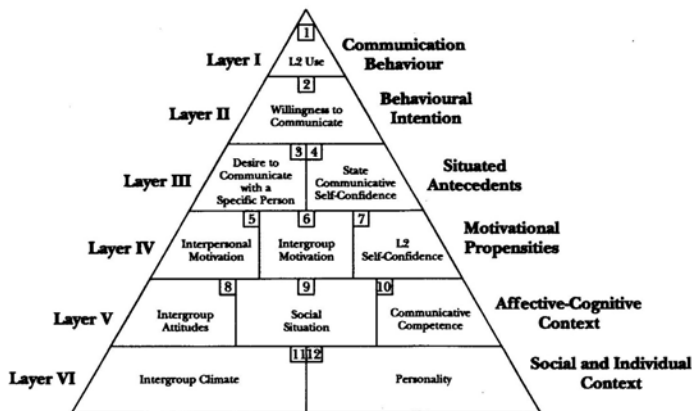 1
Layer I
L2 Use
Communication
Behaviour
2
Layer II
Willingness to
Communicate
Behavioural
Intention
3 4
Layer III
Desire to
Communicate
with a
Specific Person
State
Communicative
Self-Confidence
Situated
Antecedents
5 6 7
Layer IV
Interpersonal
Motivation
Intergroup
Motivation
L2
Self-Confidence
Motivational
Propensities
8 9 10
Layer V
Intergroup
Attitudes
Social
Situation
Communicative
Competence
Affective-Cognitive
Context
11 12
Layer VI
Intergroup Climate
Personality
Social and Individual
Context